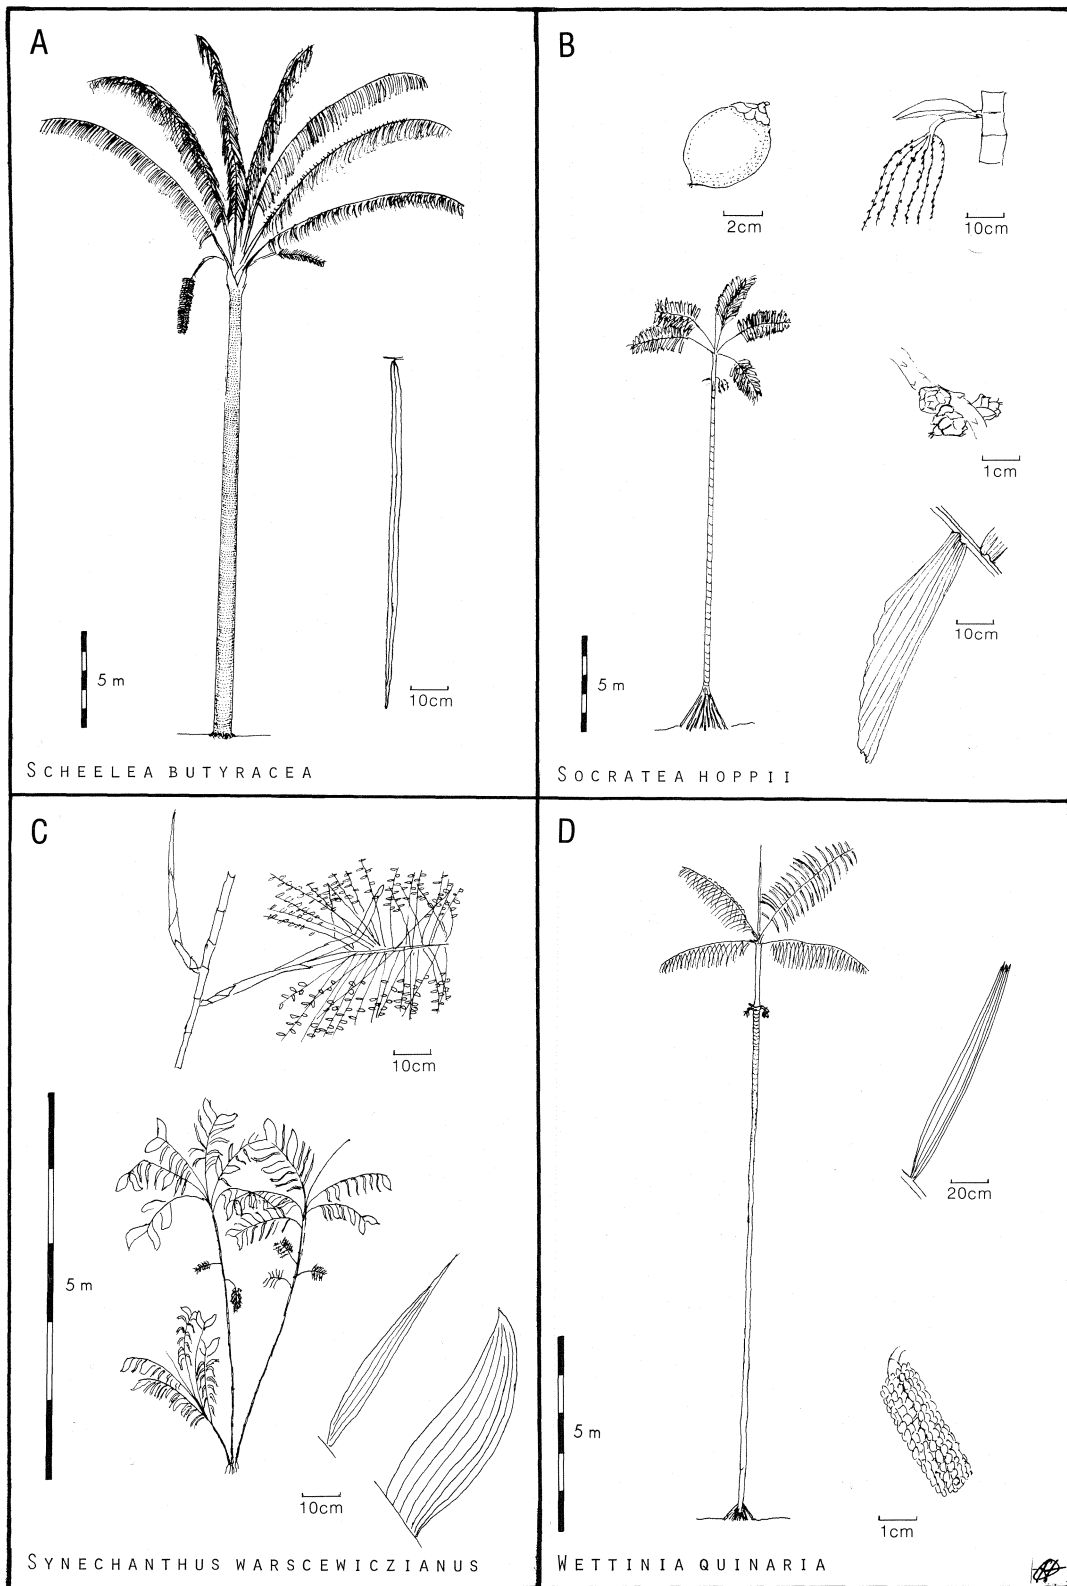 A
5 m
10cm
SCHEELEA BUTYRACEA
B
2cm
10cm
1cm
10cm
5 m
SOCRATEA HOPPII
C
10cm
5 m
10cm
SYNECHANTHUS WARSCEWICZIANUS
D
20cm
5 m
1cm
WETTINIA QUINARIA